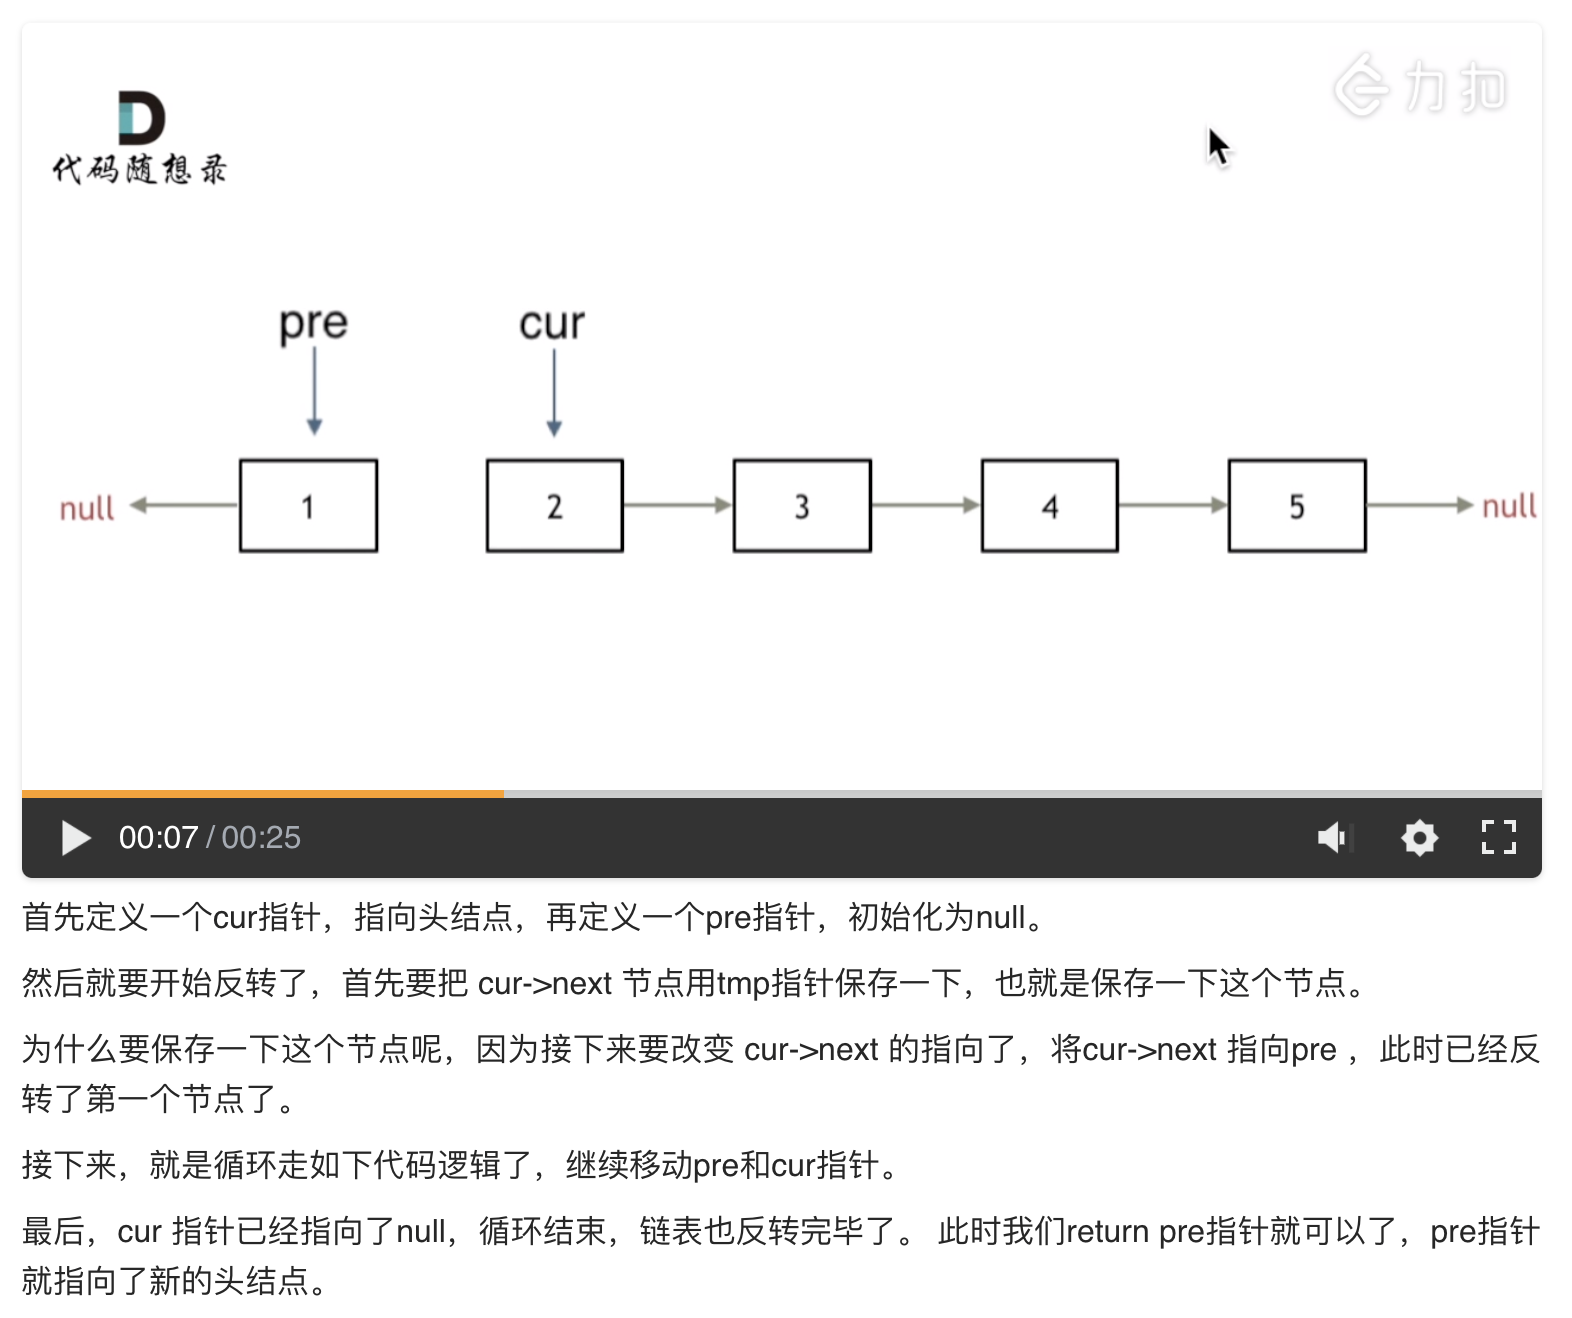 力扣
代码随想录
pre cur
null 1 2 3 4 5 null
00:07 / 00:25
首先定义一个cur指针，指向头结点，再定义一个pre指针，初始化为null。
然后就要开始反转了，首先要把 cur->next 节点用tmp指针保存一下，也就是保存一下这个节点。
为什么要保存一下这个节点呢，因为接下来要改变 cur->next 的指向了，将cur->next 指向pre ，此时已经反
转了第一个节点了。
接下来，就是循环走如下代码逻辑了，继续移动pre和cur指针。
最后，cur 指针已经指向了null，循环结束，链表也反转完毕了。 此时我们return pre指针就可以了，pre指针
就指向了新的头结点。